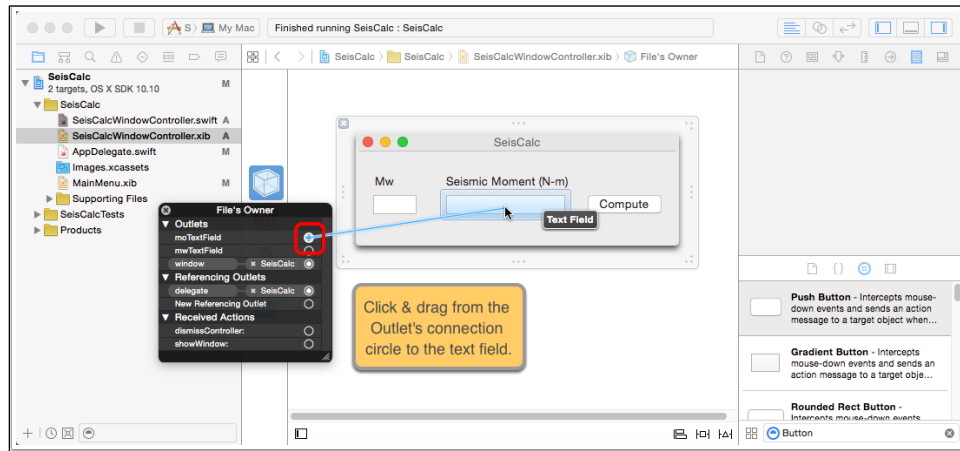 S) My Mac
Finished running SeisCalc : SeisCalc
SeisCalc
2 targets, OS X SDK 10.10
M
SeisCalc
SeisCalcWindowController.swift A
SeisCalcWindowController.xib A
AppDelegate.swift M
Images.xcassets
MainMenu.xib M
Supporting Files
SeisCalcTests
Products
SeisCalc
SeisCalc
SeisCalcWindowController.xib
File's Owner
SeisCalc
Mw
Seismic Moment (N-m)
Compute
Text Field
File's Owner
Outlets
moTextField
mwTextField
window SeisCalc
Referencing Outlets
delegate SeisCalc
New Referencing Outlet
Received Actions
dismissController:
showWindow:
Click & drag from the
Outlet's connection
circle to the text field.
Push Button - Intercepts mouse-
down events and sends an action
message to a target object when...
Gradient Button - Intercepts
mouse-down events and sends an
action message to a target obje...
Rounded Rect Button -
Intercepts mouse-down events
Button